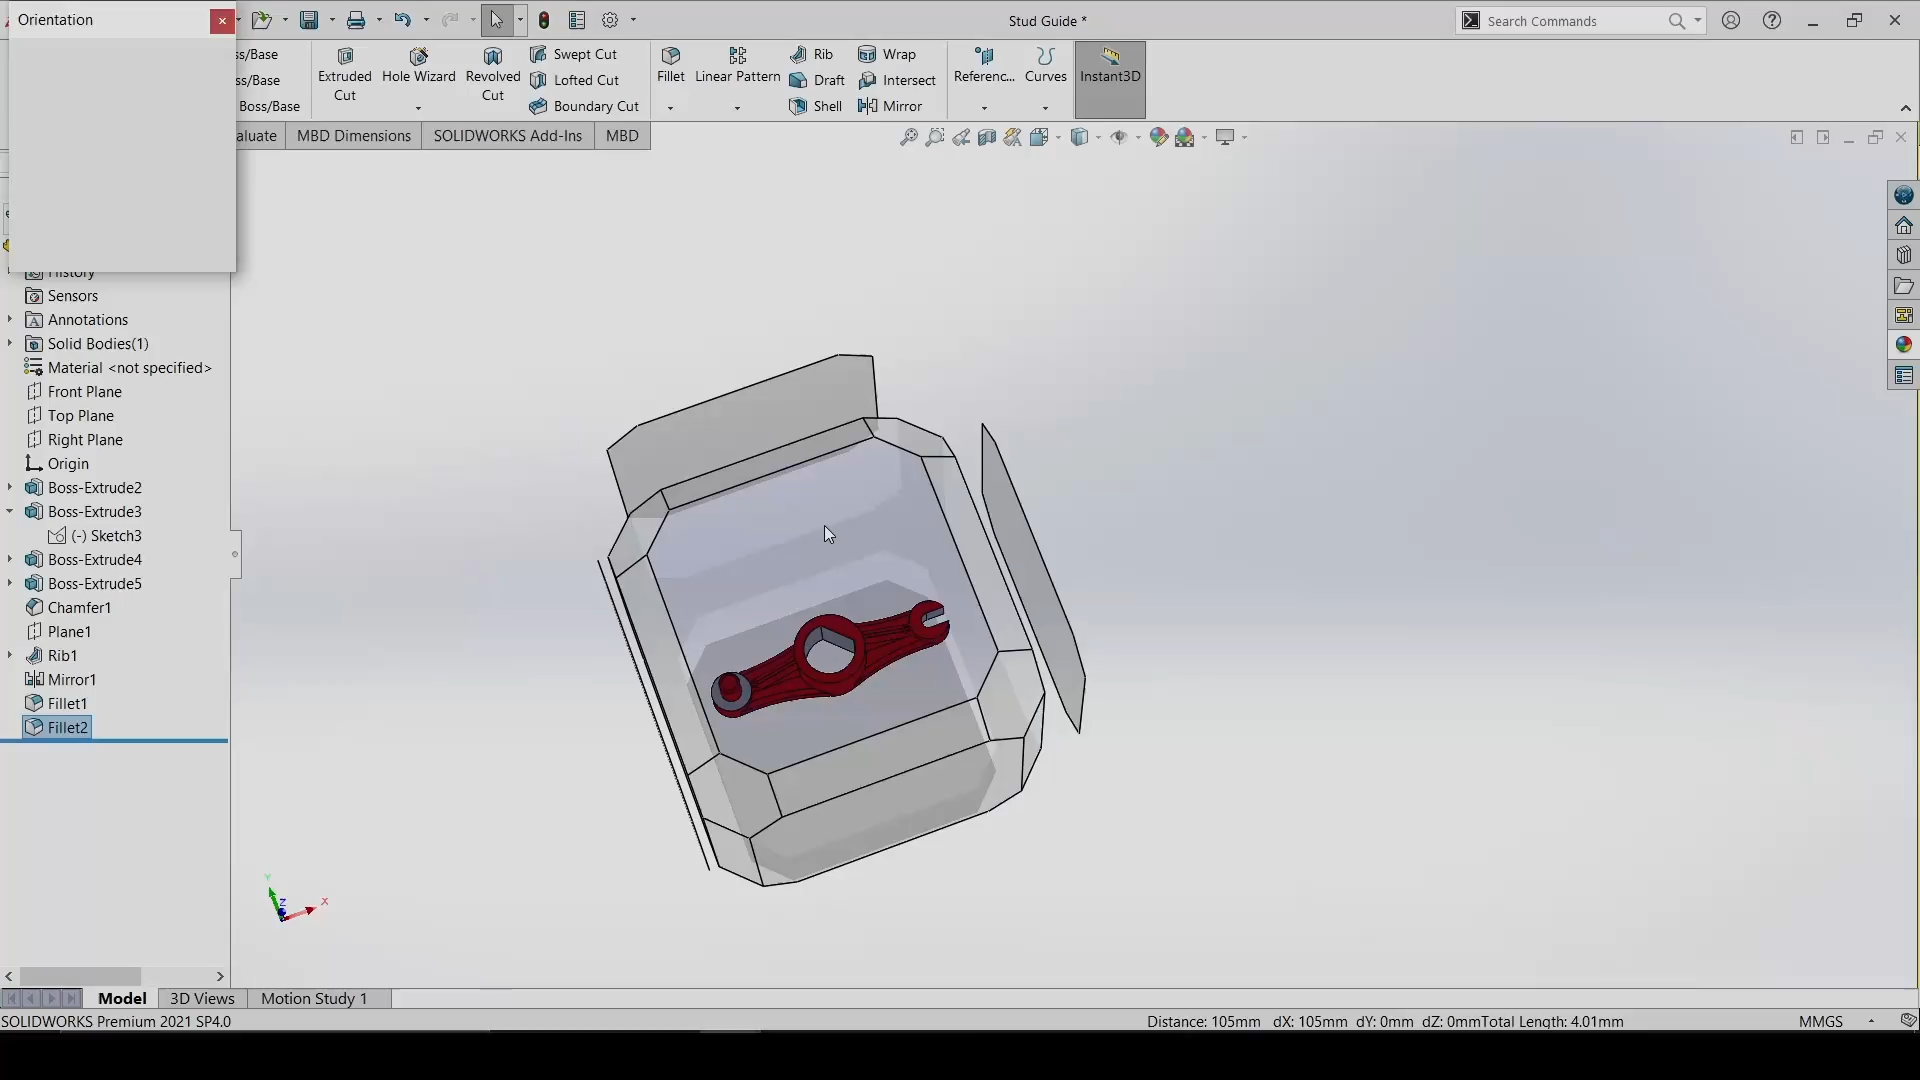 Orientation
Stud Guide *
Search Commands
ss/Base
ss/Base
Boss/Base
Extruded Cut
Hole Wizard
Revolved Cut
Swept Cut
Lofted Cut
Boundary Cut
Fillet
Linear Pattern
Rib
Draft
Shell
Wrap
Intersect
Mirror
Referenc...
Curves
Instant3D
aluate
MBD Dimensions
SOLIDWORKS Add-Ins
MBD
History
Sensors
Annotations
Solid Bodies(1)
Material <not specified>
Front Plane
Top Plane
Right Plane
Origin
Boss-Extrude2
Boss-Extrude3
(-) Sketch3
Boss-Extrude4
Boss-Extrude5
Chamfer1
Plane1
Rib1
Mirror1
Fillet1
Fillet2
Y
Z
X
Model
3D Views
Motion Study 1
SOLIDWORKS Premium 2021 SP4.0
Distance: 105mm dX: 105mm dY: 0mm dZ: 0mmTotal Length: 4.01mm
MMGS